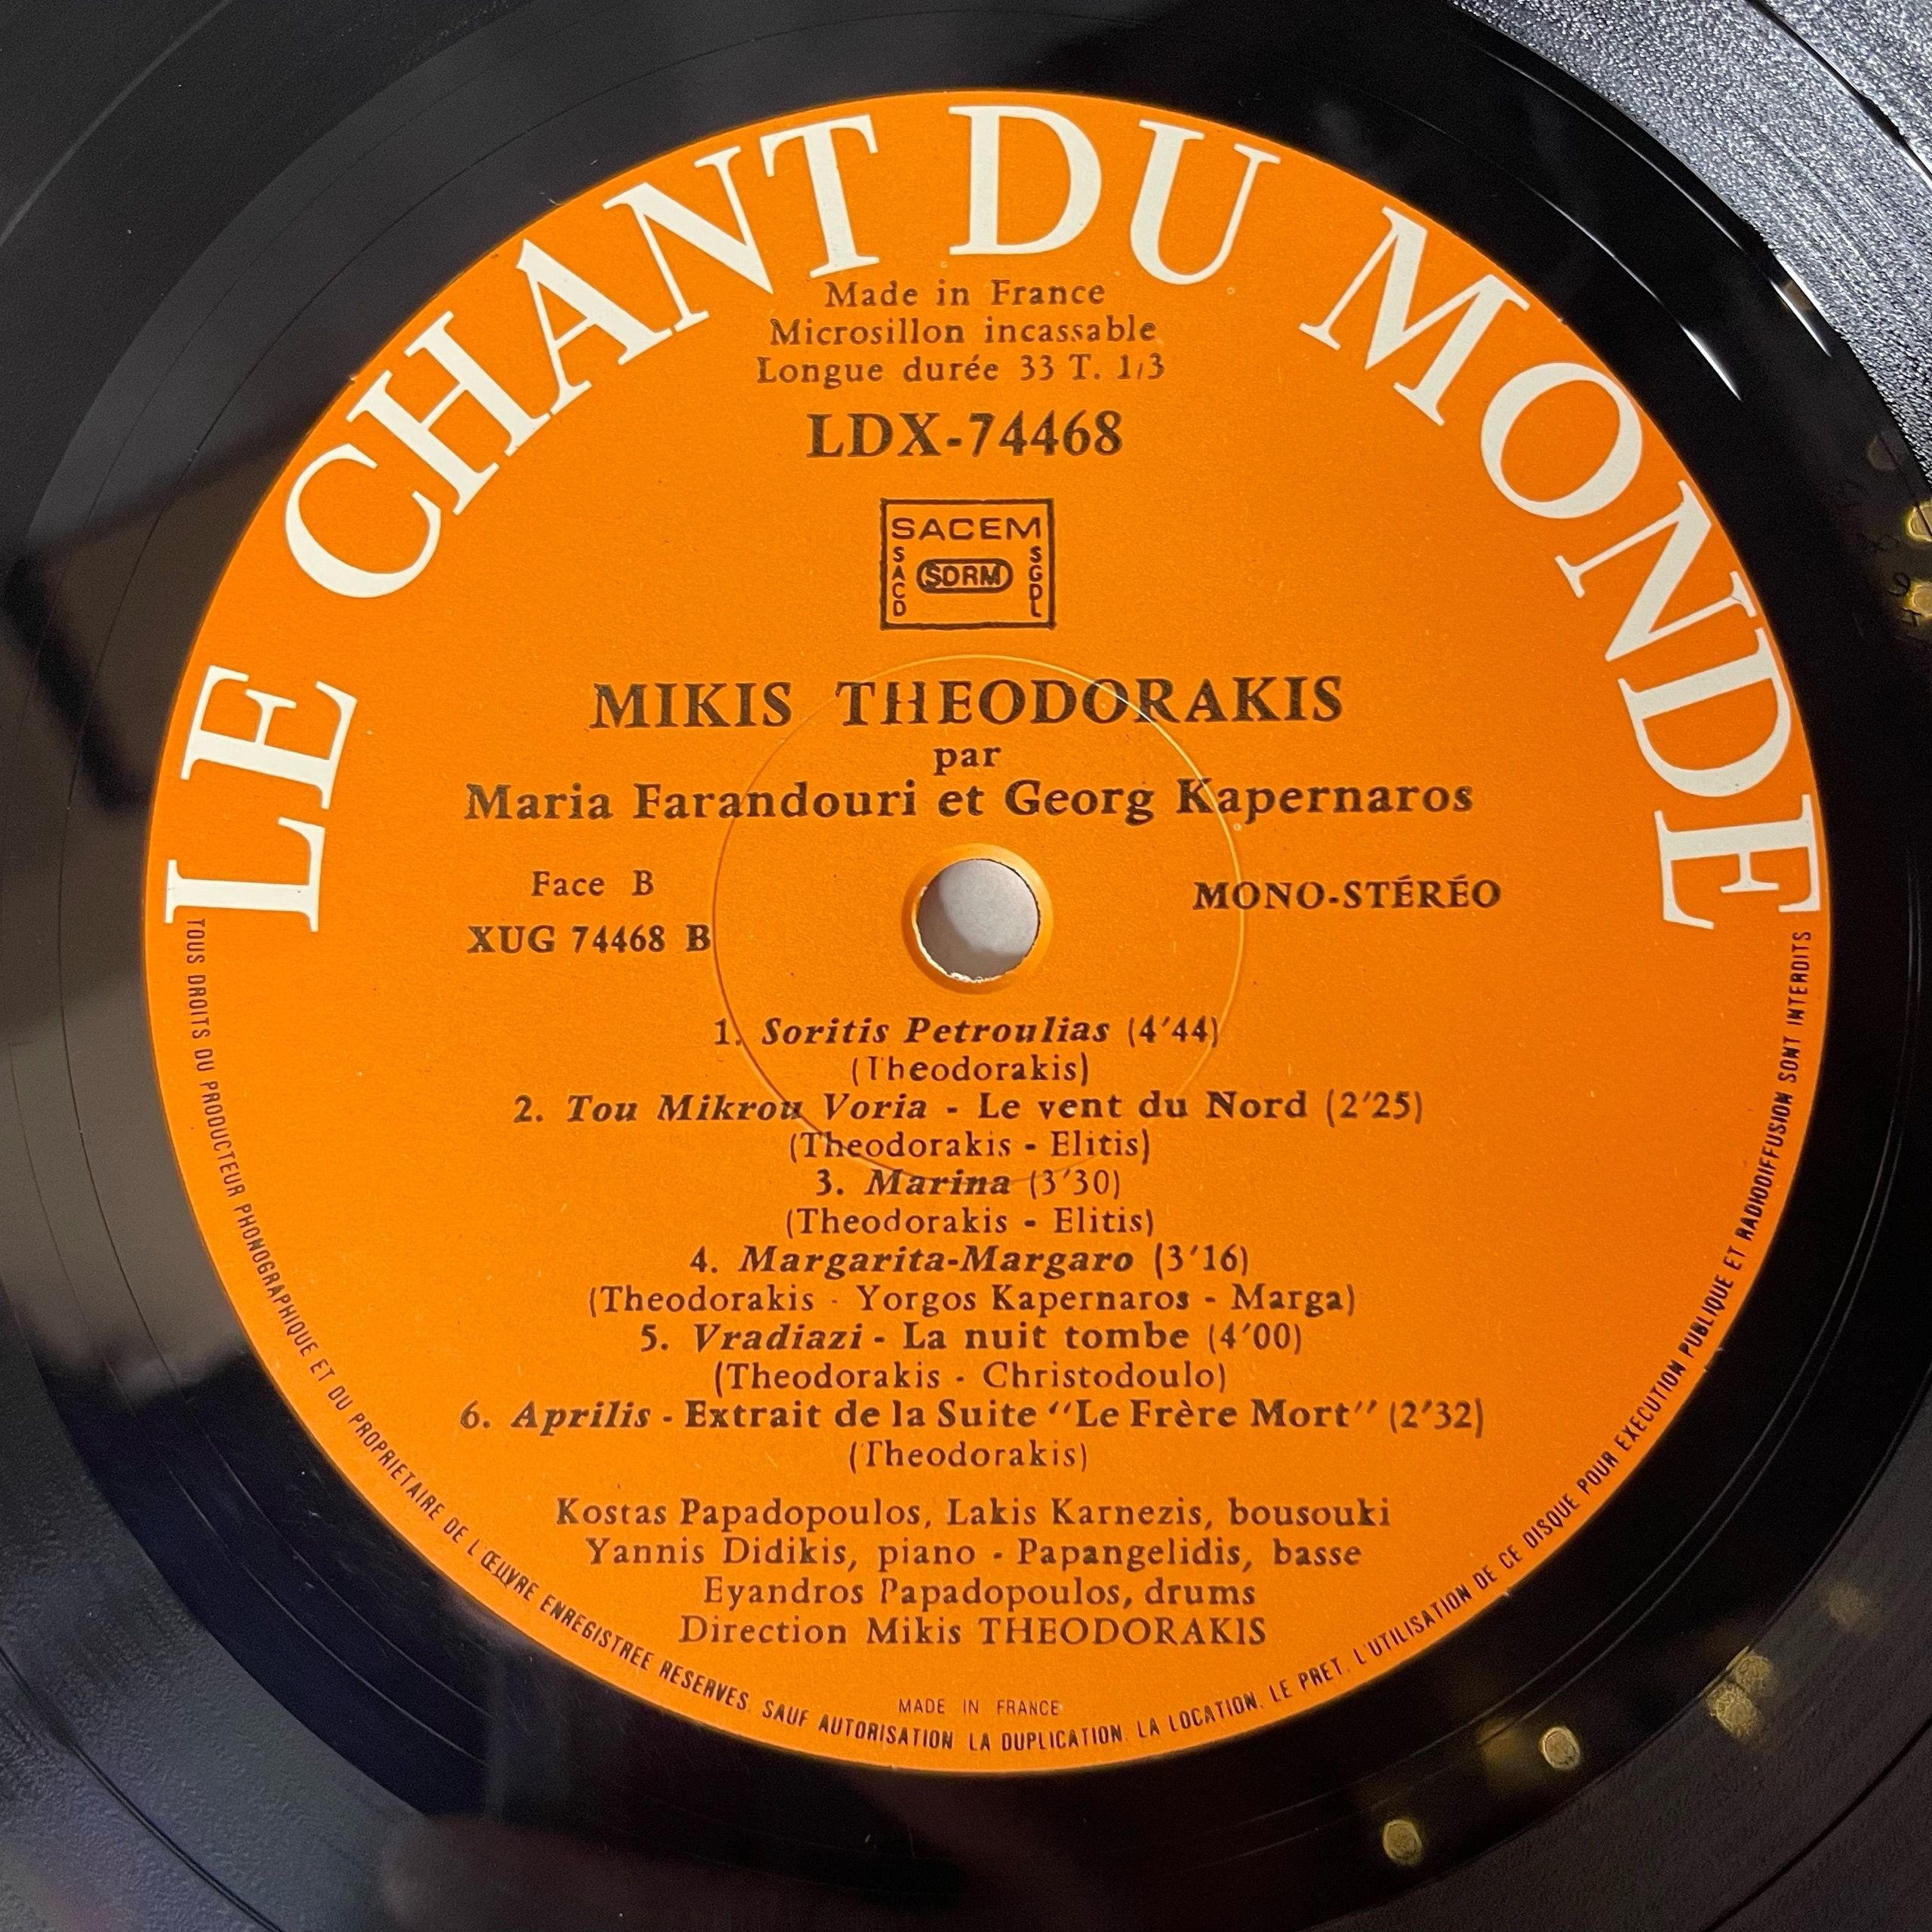 LE CHANT DU MONDE
Made in France
Microsillon incassable
Longue durée 33 T. 1/3
LDX-74468
SACEM
SACD
SDRM
SGDL
MIKIS THEODORAKIS
par
Maria Farandouri et Georg Kapernaros
Face B
MONO-STÉRÉO
XUG 74468 B
1. Soritis Petroulias (4'44)
(Theodorakis)
2. Tou Mikrou Voria - Le vent du Nord (2'25)
(Theodorakis - Elitis)
3. Marina (3'30)
(Theodorakis - Elitis)
4. Margarita-Margaro (3'16)
(Theodorakis - Yorgos Kapernaros - Marga)
5. Vradiazi - La nuit tombe (4'00)
(Theodorakis - Christodoulo)
6. Aprilis - Extrait de la Suite "Le Frère Mort" (2'32)
(Theodorakis)
Kostas Papadopoulos, Lakis Karnezis, bousouki
Yannis Didikis, piano - Papangelidis, basse
Eyandros Papadopoulos, drums
Direction Mikis THEODORAKIS
MADE IN FRANCE
TOUS DROITS DU PRODUCTEUR PHONOGRAPHIQUE ET DU PROPRIETAIRE DE L'ŒUVRE ENREGISTREE RESERVES. SAUF AUTORISATION LA DUPLICATION, LA LOCATION, LE PRET, L'UTILISATION DE CE DISQUE POUR EXECUTION PUBLIQUE ET RADIODIFFUSION SONT INTERDITS